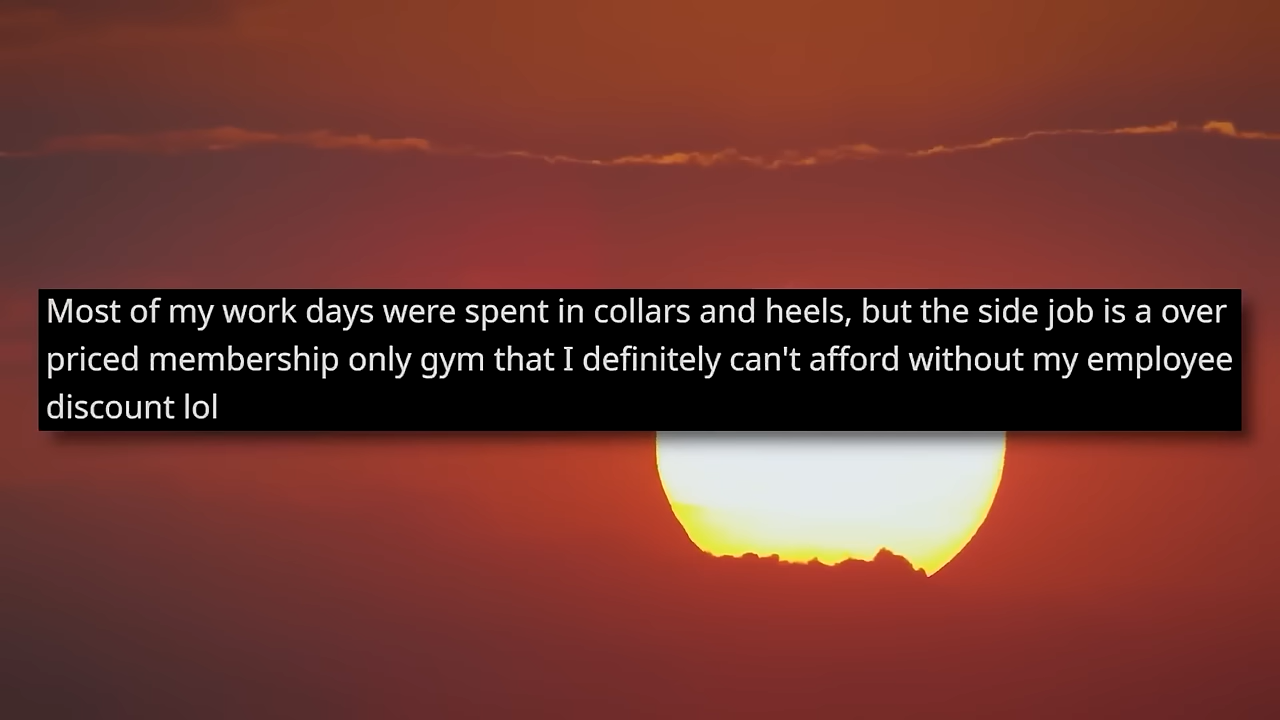 Most of my work days were spent in collars and heels, but the side job is a over
priced membership only gym that I definitely can't afford without my employee
discount lol